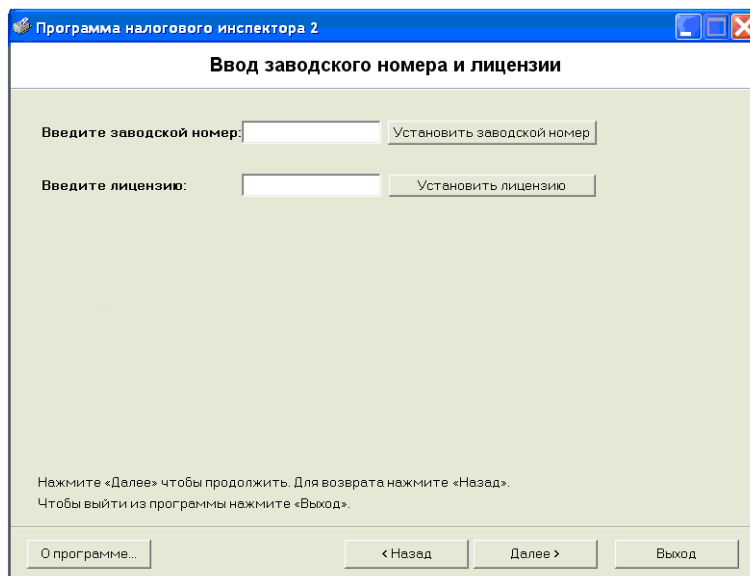 Программа налогового инспектора 2
Ввод заводского номера и лицензии
Введите заводской номер: Установить заводской номер
Введите лицензию: Установить лицензию
Нажмите «Далее» чтобы продолжить. Для возврата нажмите «Назад».
Чтобы выйти из программы нажмите «Выход».
О программе... < Назад Далее > Выход